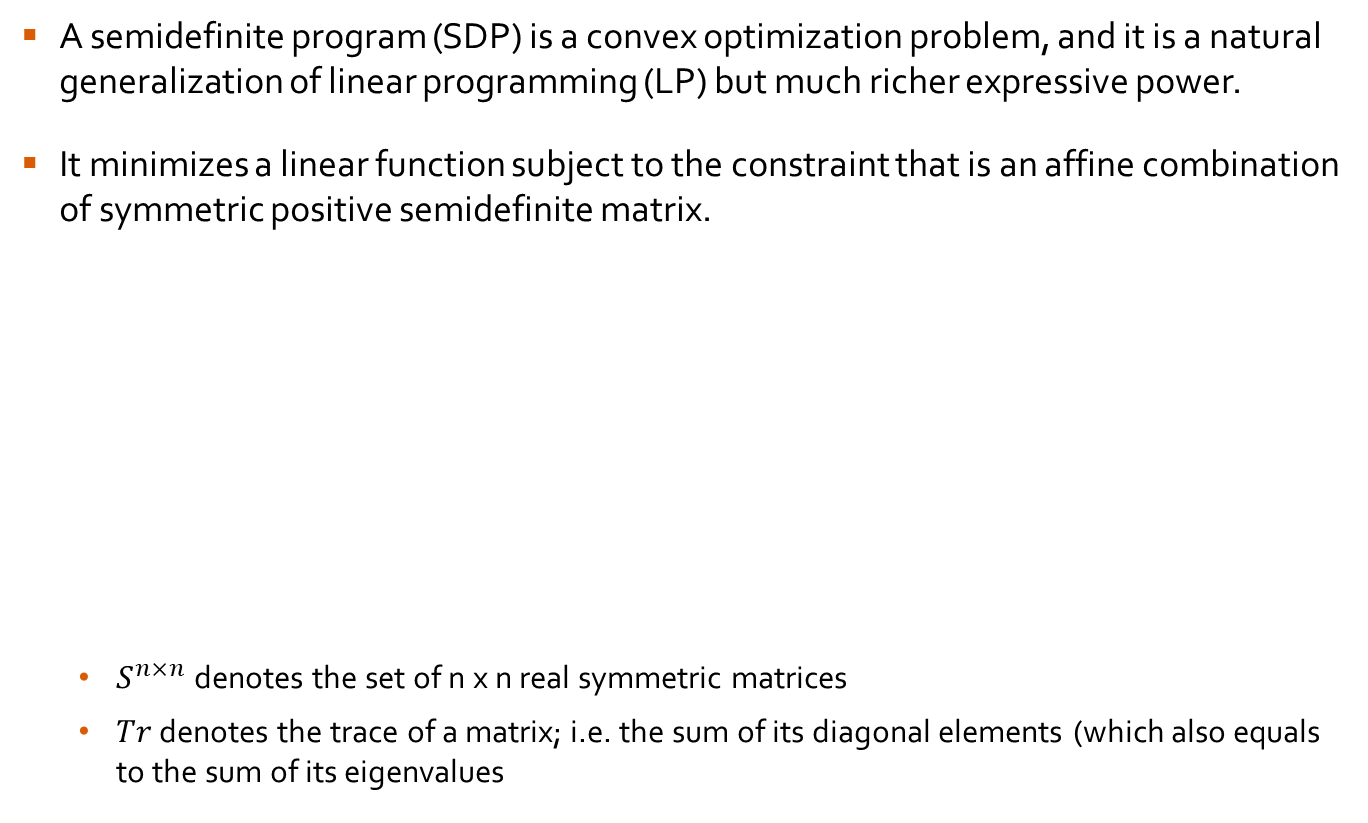 ▪ A semidefinite program (SDP) is a convex optimization problem, and it is a natural
generalization of linear programming (LP) but much richer expressive power.
▪ It minimizes a linear function subject to the constraint that is an affine combination
of symmetric positive semidefinite matrix.
• 𝑆ⁿˣⁿ denotes the set of n x n real symmetric matrices
• 𝑇𝑟 denotes the trace of a matrix; i.e. the sum of its diagonal elements (which also equals
to the sum of its eigenvalues